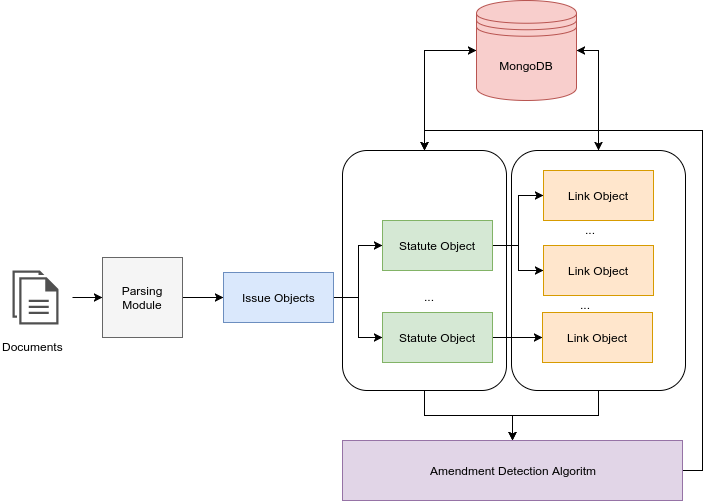 MongoDB
Link Object
...
Statute Object
Link Object
Parsing
Module
Issue Objects
...
...
Statute Object
Link Object
Documents
Amendment Detection Algoritm